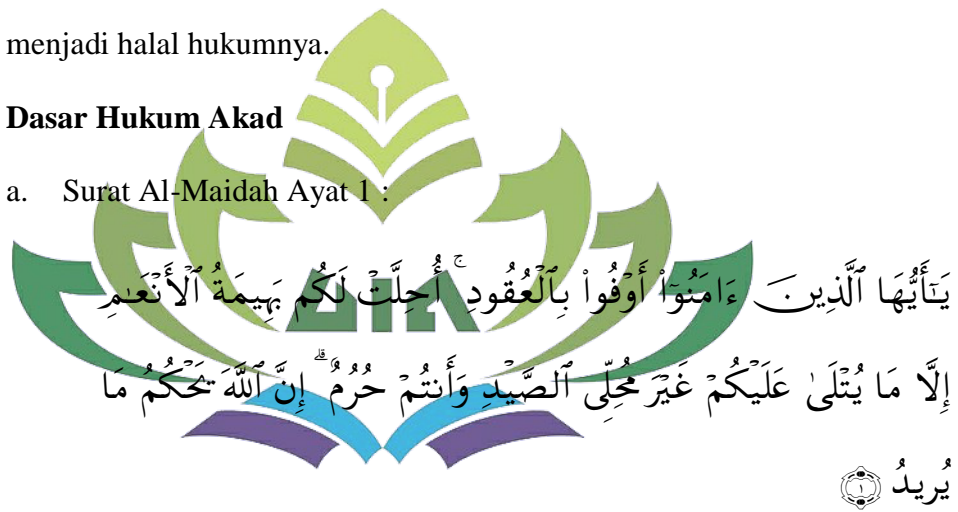 menjadi halal hukumnya.
Dasar Hukum Akad
a. Surat Al-Maidah Ayat 1 :
يَـٰٓأَيُّهَا ٱلَّذِينَ ءَامَنُوٓا۟ أَوْفُوا۟ بِٱلْعُقُودِ ۚ أُحِلَّتْ لَكُم بَهِيمَةُ ٱلْأَنْعَـٰمِ
إِلَّا مَا يُتْلَىٰ عَلَيْكُمْ غَيْرَ مُحِلِّى ٱلصَّيْدِ وَأَنتُمْ حُرُمٌ ۗ إِنَّ ٱللَّهَ يَحْكُمُ مَا
يُرِيدُ ١